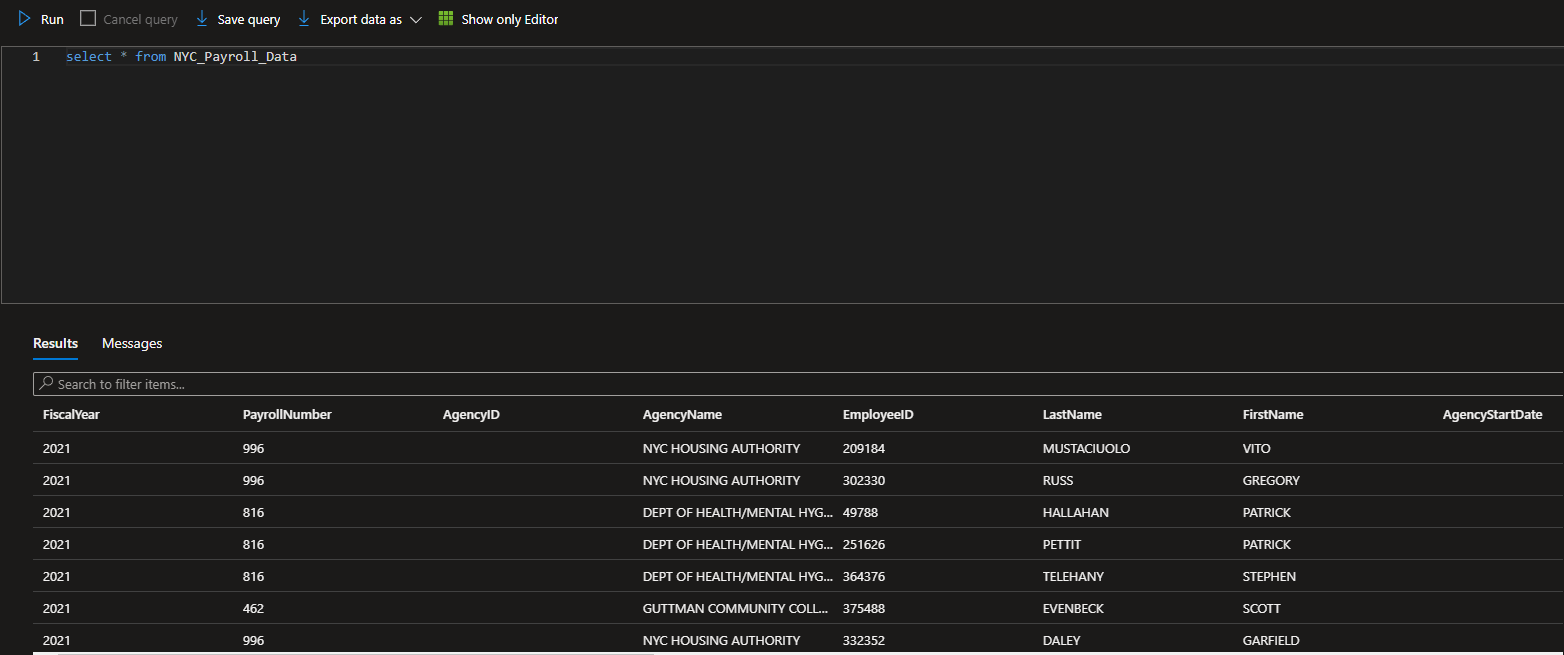 Run Cancel query Save query Export data as Show only Editor
1 select * from NYC_Payroll_Data
Results Messages
Search to filter items...
FiscalYear PayrollNumber AgencyID AgencyName EmployeeID LastName FirstName AgencyStartDate
2021 996 NYC HOUSING AUTHORITY 209184 MUSTACIUOLO VITO
2021 996 NYC HOUSING AUTHORITY 302330 RUSS GREGORY
2021 816 DEPT OF HEALTH/MENTAL HYG... 49788 HALLAHAN PATRICK
2021 816 DEPT OF HEALTH/MENTAL HYG... 251626 PETTIT PATRICK
2021 816 DEPT OF HEALTH/MENTAL HYG... 364376 TELEHANY STEPHEN
2021 462 GUTTMAN COMMUNITY COLL... 375488 EVENBECK SCOTT
2021 996 NYC HOUSING AUTHORITY 332352 DALEY GARFIELD